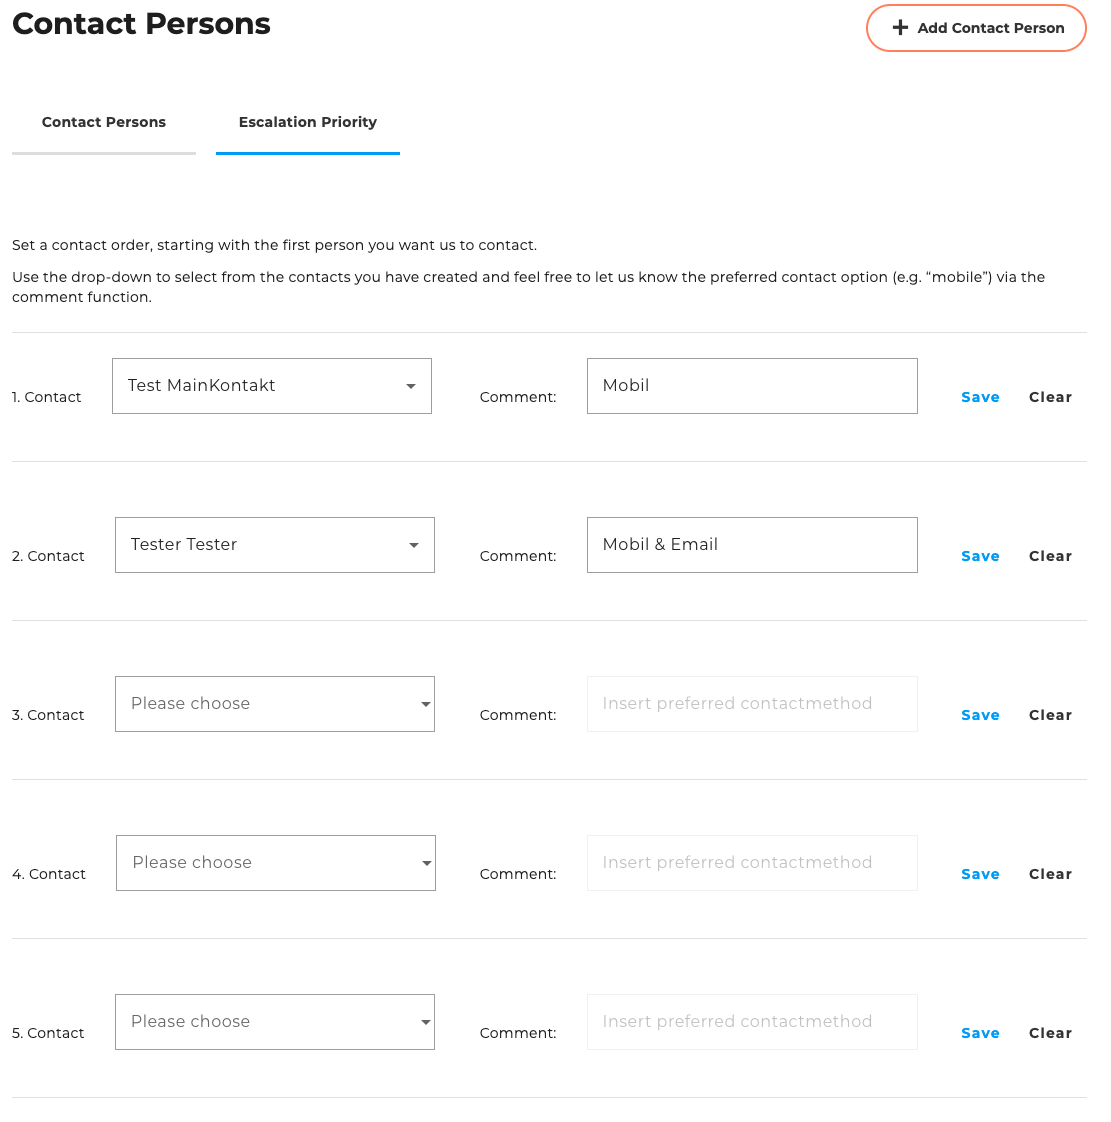 Contact Persons
+ Add Contact Person
Contact Persons
Escalation Priority
Set a contact order, starting with the first person you want us to contact.
Use the drop-down to select from the contacts you have created and feel free to let us know the preferred contact option (e.g. “mobile”) via the
comment function.
1. Contact Test MainKontakt Comment: Mobil Save Clear
2. Contact Tester Tester Comment: Mobil & Email Save Clear
3. Contact Please choose Comment: Insert preferred contactmethod Save Clear
4. Contact Please choose Comment: Insert preferred contactmethod Save Clear
5. Contact Please choose Comment: Insert preferred contactmethod Save Clear